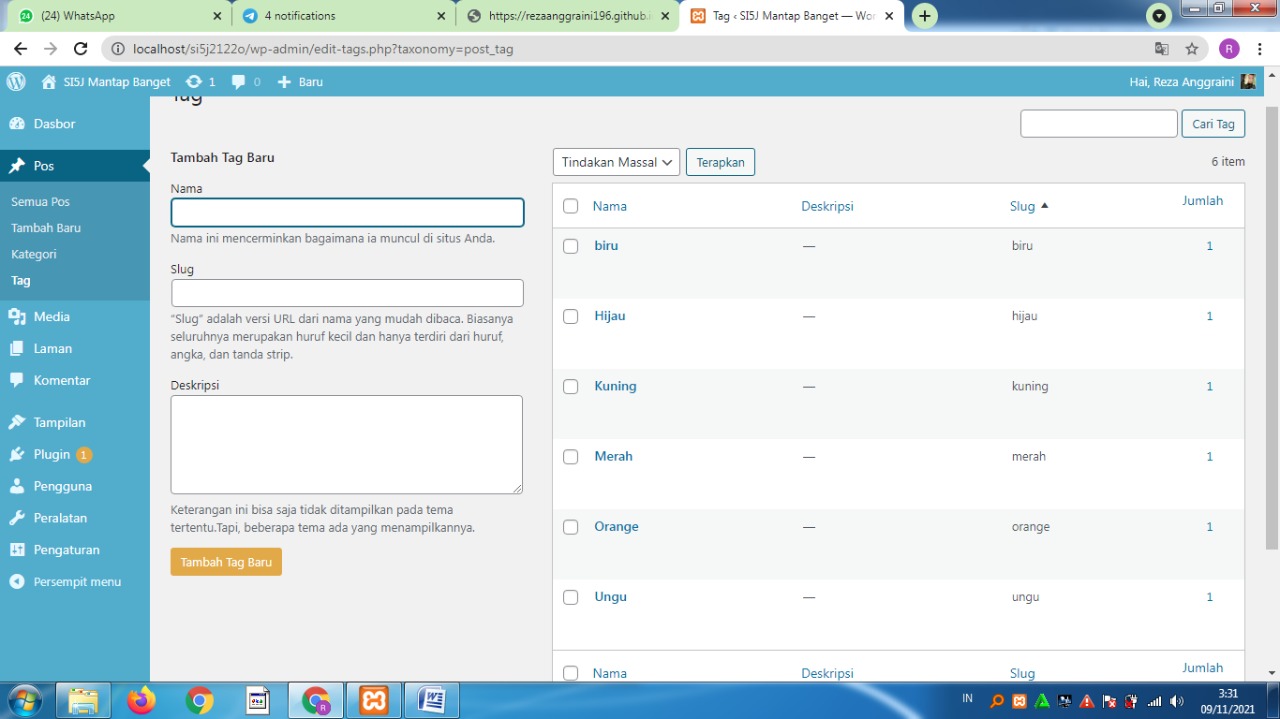 24 (24) WhatsApp
4 notifications
https://rezaanggraini196.github.i
Tag ‹ SI5J Mantap Banget — Wor
localhost/si5j2122o/wp-admin/edit-tags.php?taxonomy=post_tag
R
SI5J Mantap Banget
1
0
Baru
Hai, Reza Anggraini
Dasbor
Pos
Semua Pos
Tambah Baru
Kategori
Tag
Media
Laman
Komentar
Tampilan
Plugin 1
Pengguna
Peralatan
Pengaturan
Persempit menu
Tag
Cari Tag
Tambah Tag Baru
Nama
Nama ini mencerminkan bagaimana ia muncul di situs Anda.
Slug
“Slug” adalah versi URL dari nama yang mudah dibaca. Biasanya
seluruhnya merupakan huruf kecil dan hanya terdiri dari huruf,
angka, dan tanda strip.
Deskripsi
Keterangan ini bisa saja tidak ditampilkan pada tema
tertentu.Tapi, beberapa tema ada yang menampilkannya.
Tambah Tag Baru
Tindakan Massal
Terapkan
6 item
Nama Deskripsi Slug Jumlah
biru — biru 1
Hijau — hijau 1
Kuning — kuning 1
Merah — merah 1
Orange — orange 1
Ungu — ungu 1
Nama Deskripsi Slug Jumlah
R
IN
3:31
09/11/2021